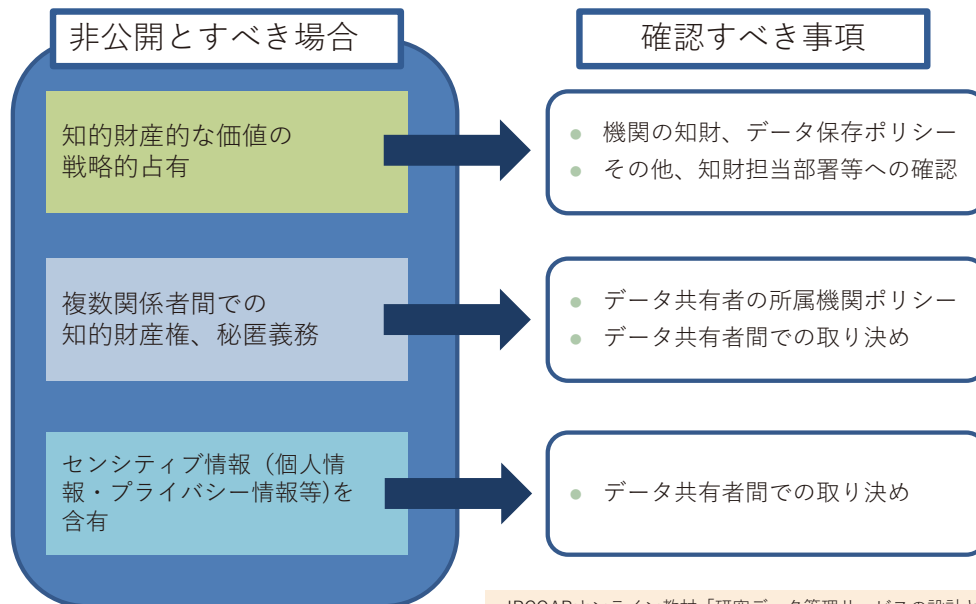 非公開とすべき場合
確認すべき事項
知的財産的な価値の
戦略的占有
機関の知財、データ保存ポリシー
その他、知財担当部署等への確認
複数関係者間での
知的財産権、秘匿義務
データ共有者の所属機関ポリシー
データ共有者間での取り決め
センシティブ情報（個人情
報・プライバシー情報等)を
含有
データ共有者間での取り決め